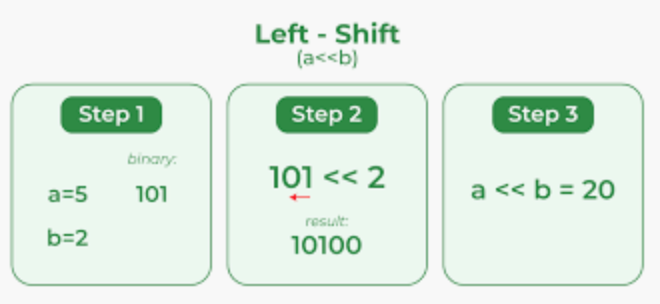 Left - Shift
(a<<b)
Step 1
binary:
a=5 101
b=2
Step 2
101 << 2
result:
10100
Step 3
a << b = 20